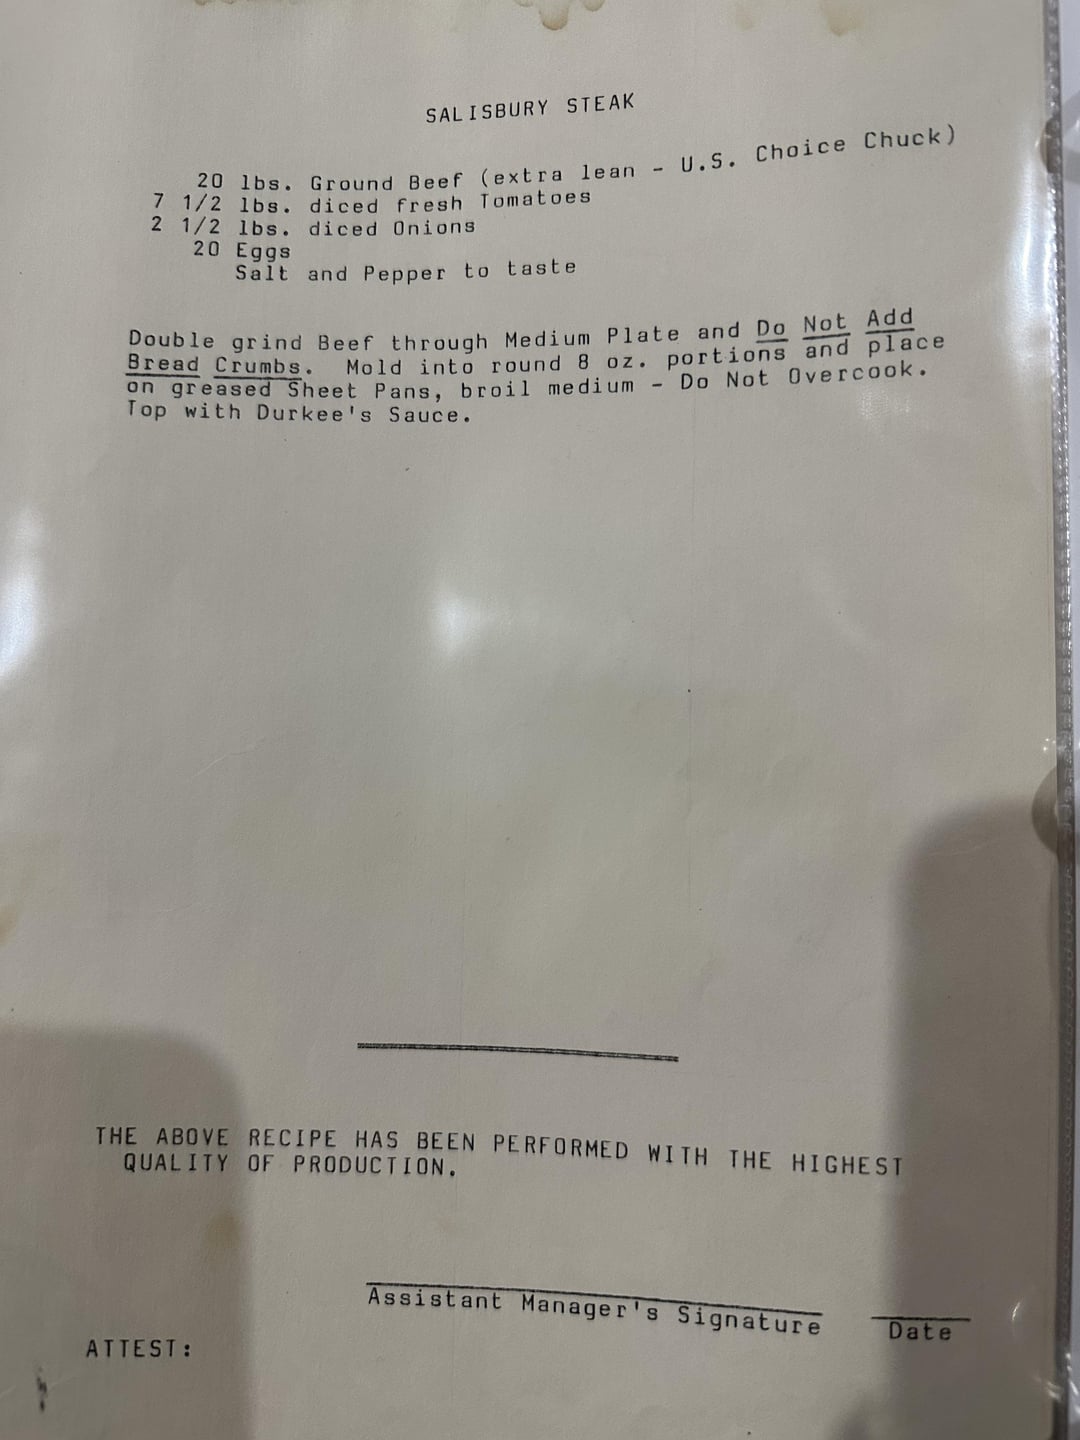 SALISBURY STEAK
20 lbs. Ground Beef (extra lean - U.S. Choice Chuck)
7 1/2 lbs. diced fresh Tomatoes
2 1/2 lbs. diced Onions
20 Eggs
Salt and Pepper to taste
Double grind Beef through Medium Plate and Do Not Add
Bread Crumbs. Mold into round 8 oz. portions and place
on greased Sheet Pans, broil medium - Do Not Overcook.
Top with Durkee's Sauce.
THE ABOVE RECIPE HAS BEEN PERFORMED WITH THE HIGHEST
QUALITY OF PRODUCTION.
Assistant Manager's Signature Date
ATTEST: